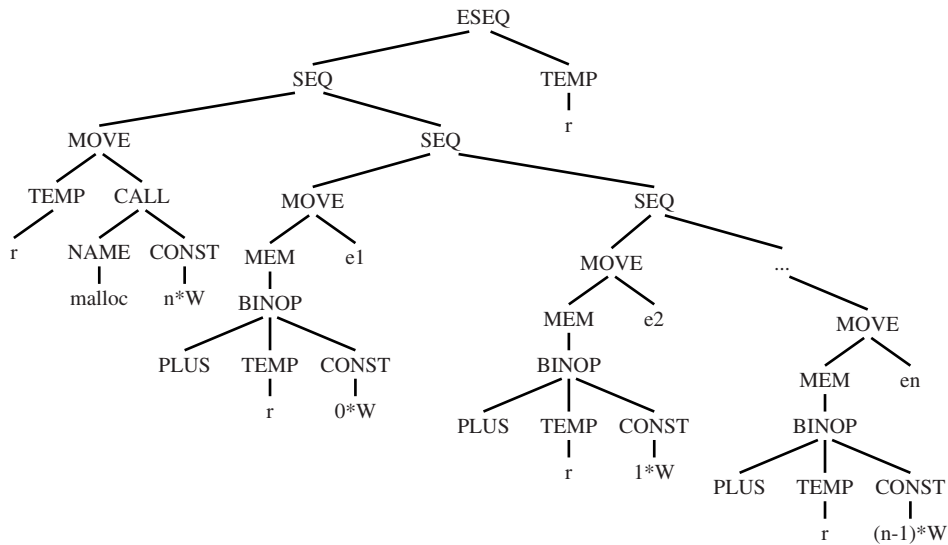 ESEQ
SEQ TEMP
r
MOVE SEQ
TEMP CALL MOVE SEQ
r NAME CONST MEM e1 MOVE ...
malloc n*W BINOP MEM e2 MOVE
PLUS TEMP CONST BINOP MEM en
r 0*W PLUS TEMP CONST BINOP
r 1*W PLUS TEMP CONST
r (n-1)*W